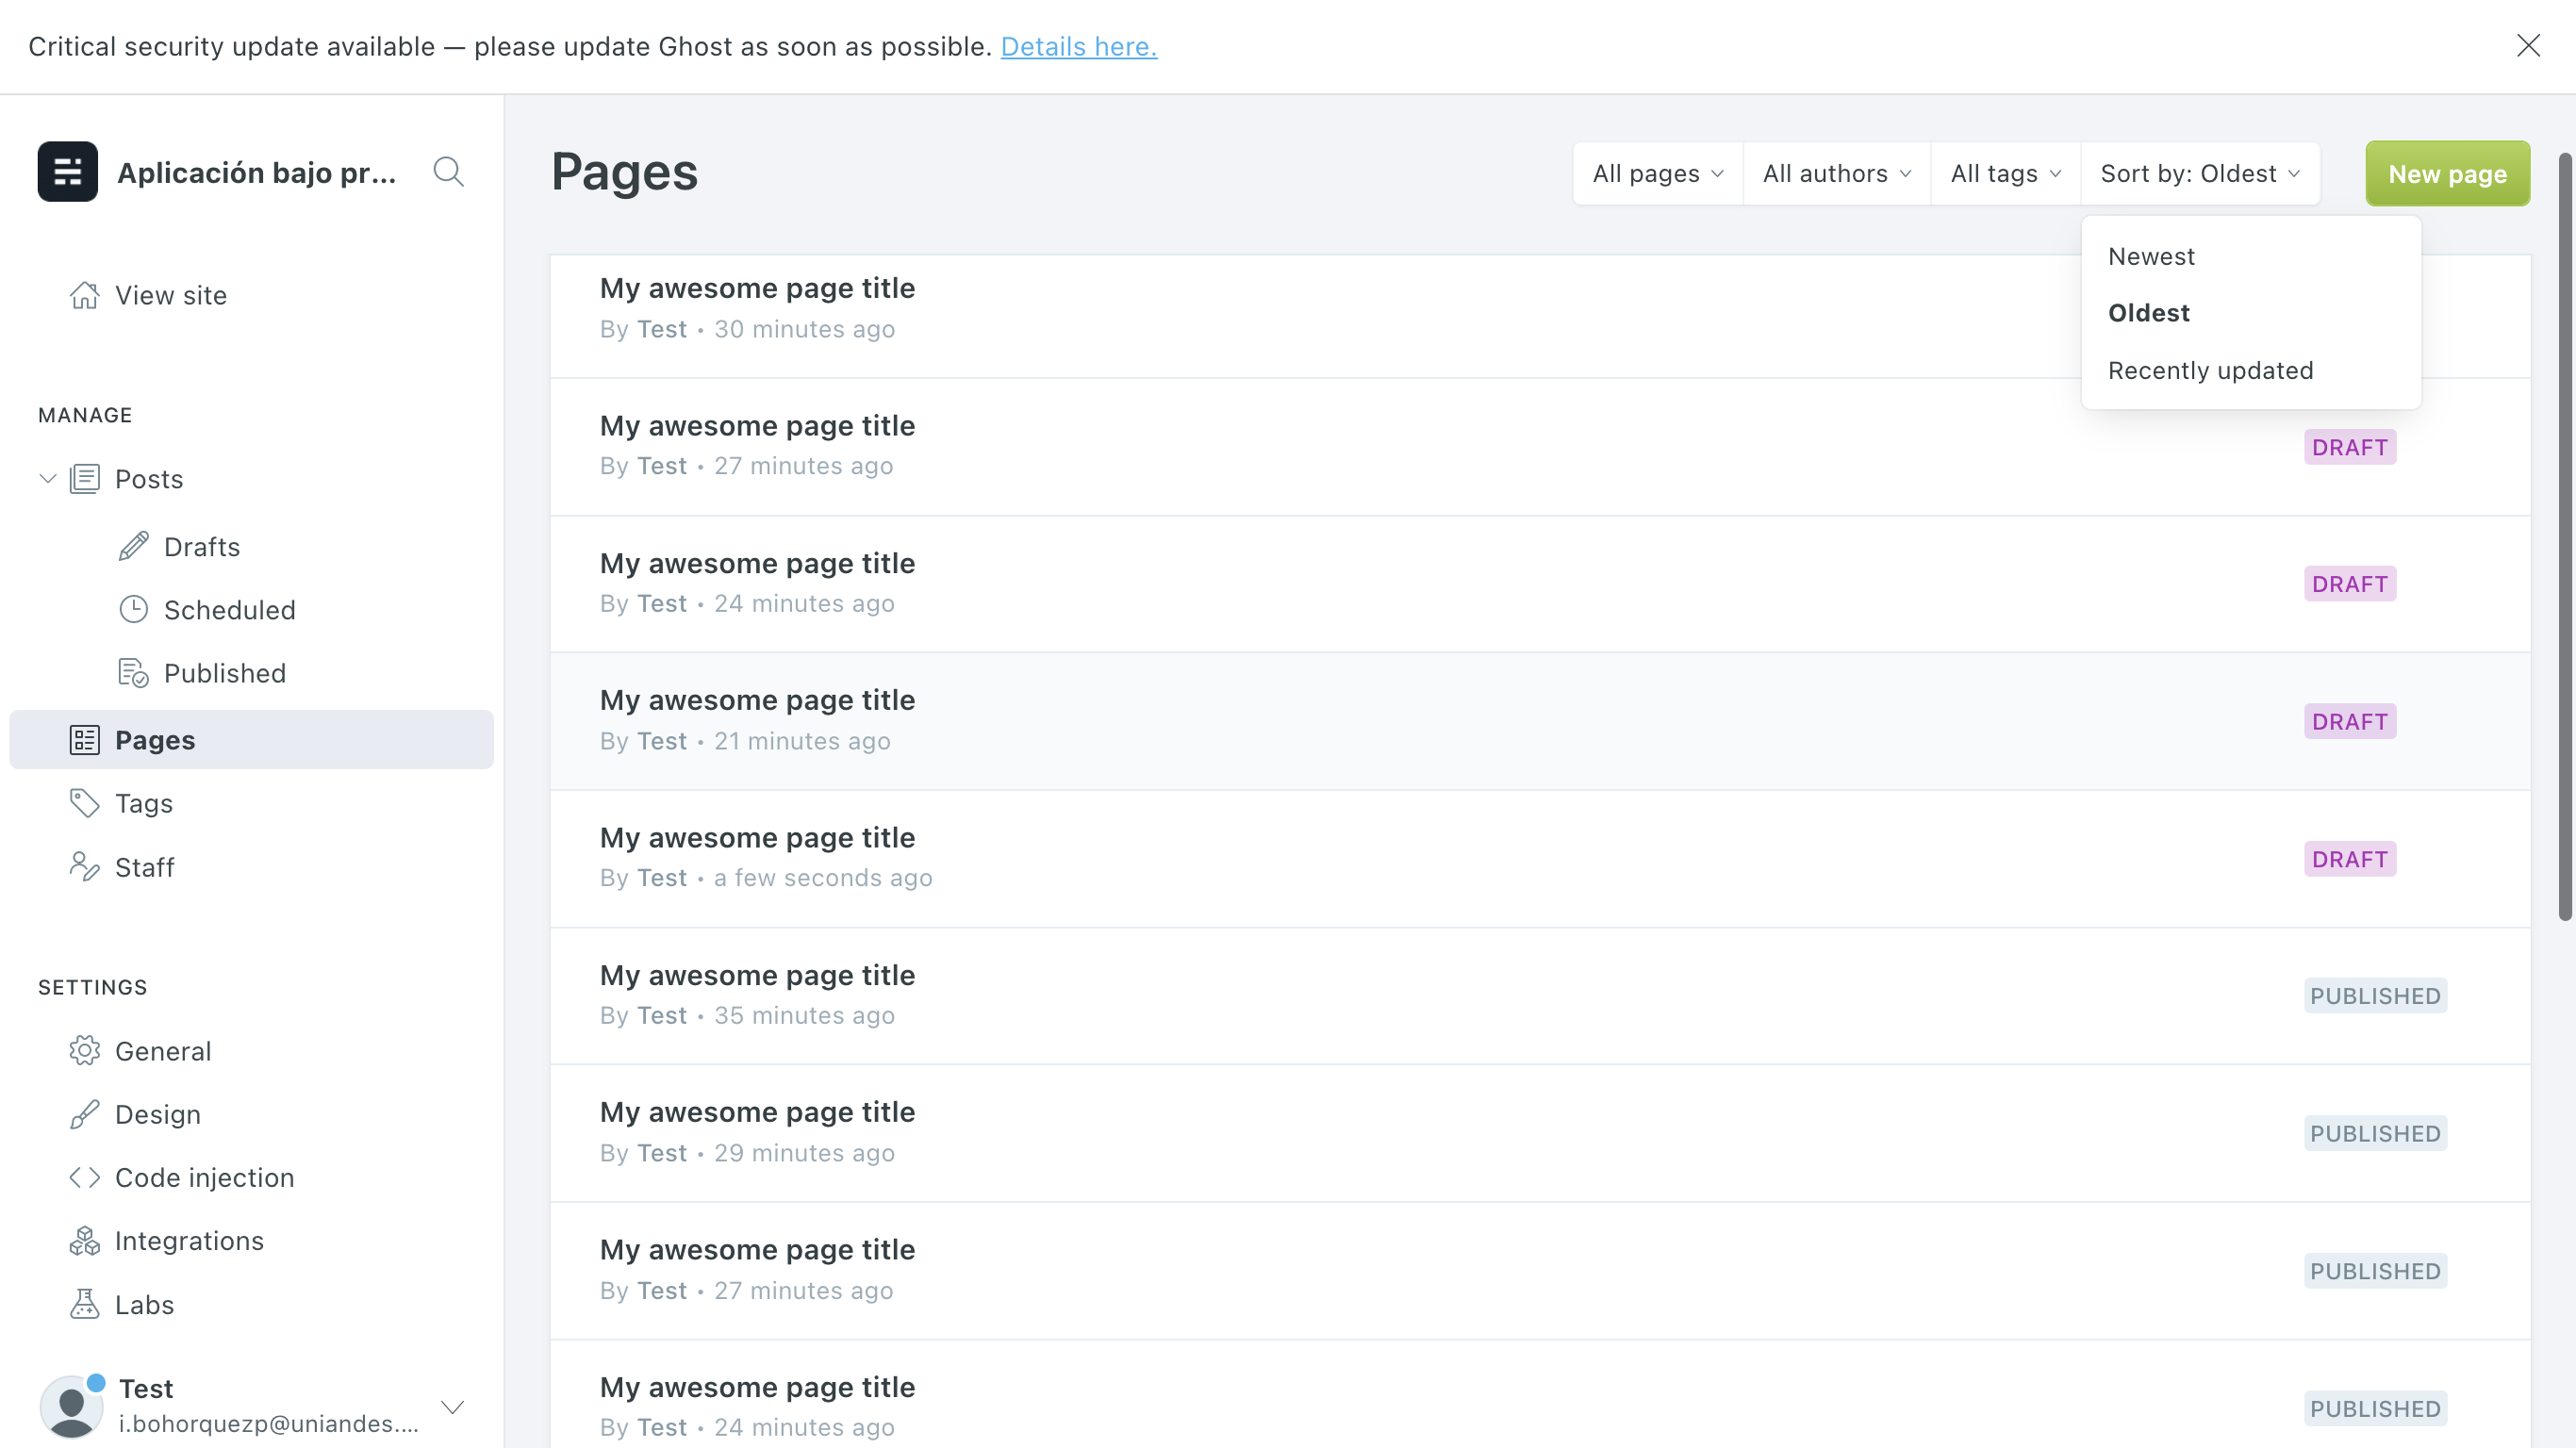 Critical security update available — please update Ghost as soon as possible. Details here.
Aplicación bajo pr...
View site
MANAGE
Posts
Drafts
Scheduled
Published
Pages
Tags
Staff
SETTINGS
General
Design
Code injection
Integrations
Labs
Test
i.bohorquezp@uniandes....
Pages
All pages
All authors
All tags
Sort by: Oldest
New page
Newest
Oldest
Recently updated
My awesome page title
By Test • 30 minutes ago
My awesome page title
By Test • 27 minutes ago
DRAFT
My awesome page title
By Test • 24 minutes ago
DRAFT
My awesome page title
By Test • 21 minutes ago
DRAFT
My awesome page title
By Test • a few seconds ago
DRAFT
My awesome page title
By Test • 35 minutes ago
PUBLISHED
My awesome page title
By Test • 29 minutes ago
PUBLISHED
My awesome page title
By Test • 27 minutes ago
PUBLISHED
My awesome page title
By Test • 24 minutes ago
PUBLISHED